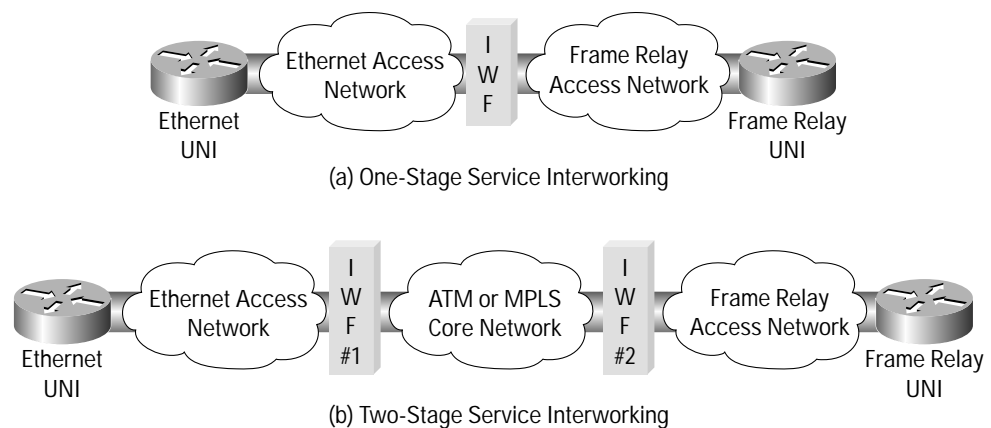 Ethernet Access
Network
I
W
F
Frame Relay
Access Network
Ethernet
UNI
Frame Relay
UNI
(a) One-Stage Service Interworking
Ethernet Access
Network
I
W
F
#1
ATM or MPLS
Core Network
I
W
F
#2
Frame Relay
Access Network
Ethernet
UNI
Frame Relay
UNI
(b) Two-Stage Service Interworking